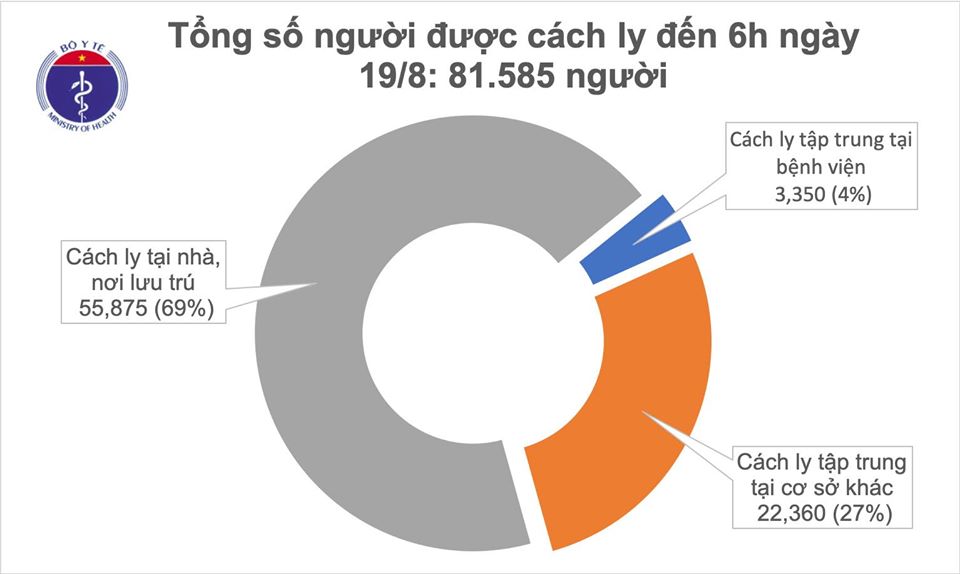 Tổng số người được cách ly đến 6h ngày
19/8: 81.585 người
BỘ Y TẾ
MINISTRY OF HEALTH
Cách ly tập trung tại
bệnh viện
3,350 (4%)
Cách ly tại nhà,
nơi lưu trú
55,875 (69%)
Cách ly tập trung
tại cơ sở khác
22,360 (27%)